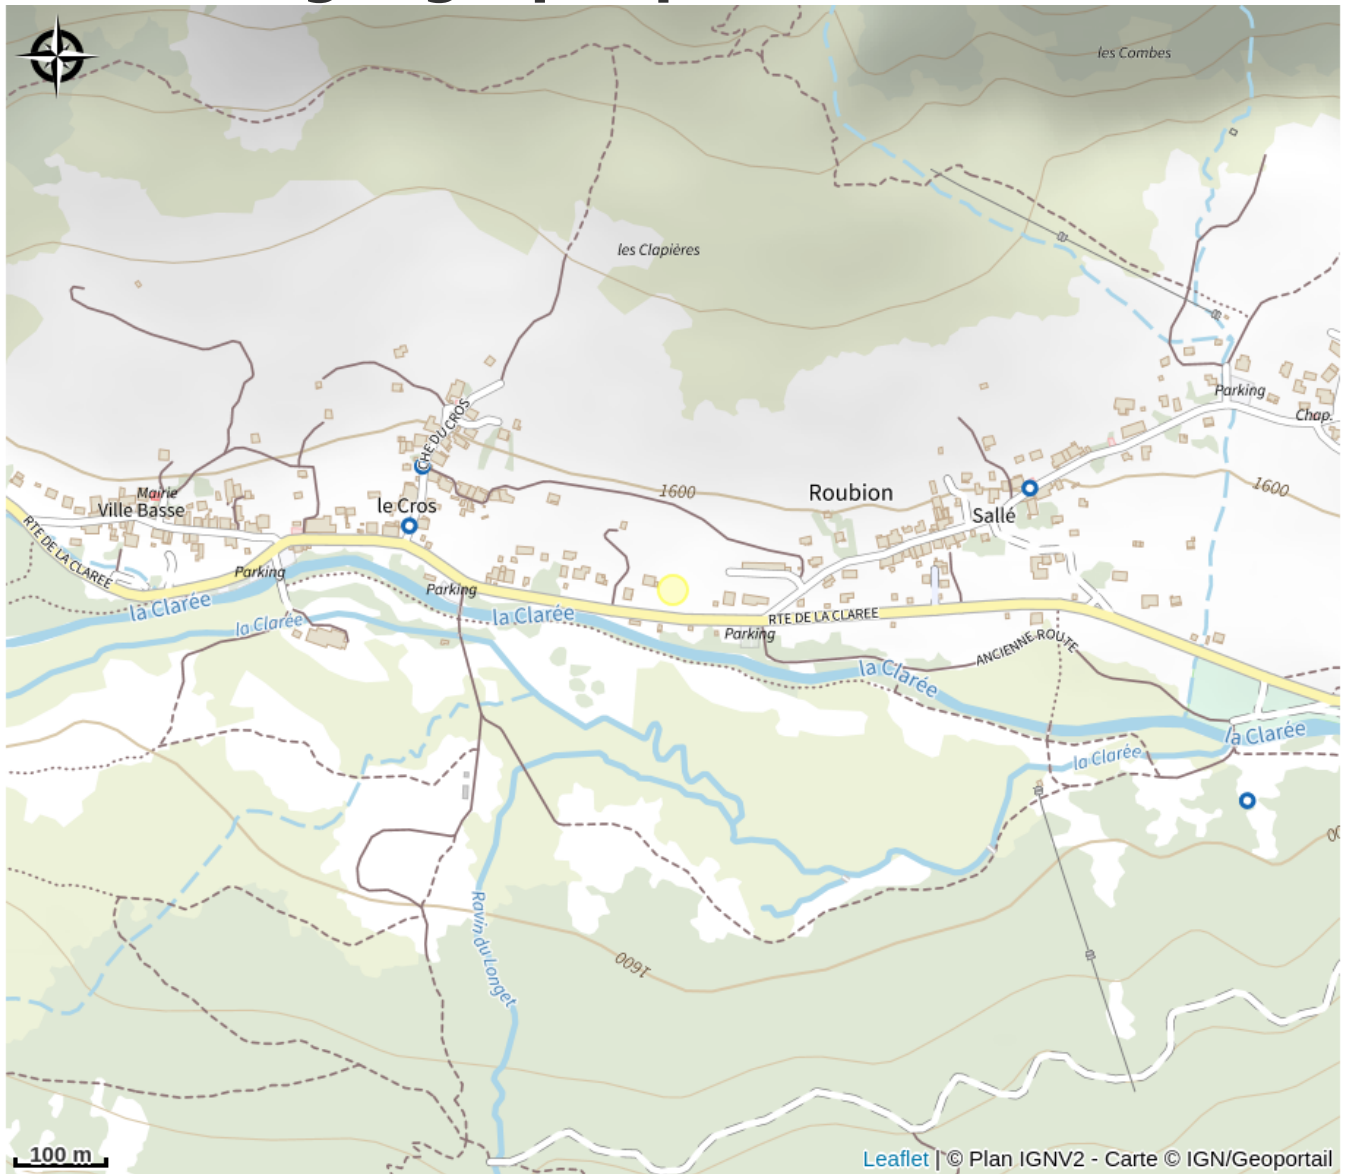 les Combes
les Clapières
Parking
Chap.
CHE DU CROS
Mairie
Ville Basse
le Cros
1600
Roubion
Sallé
1600
RTE DE LA CLAREE
Parking
Parking
la Clarée
la Clarée
la Clarée
RTE DE LA CLAREE
Parking
ANCIENNE ROUTE
la Clarée
la Clarée
la Clarée
Ravin du Longet
1600
00
100 m
Leaflet | © Plan IGNV2 - Carte © IGN/Geoportail